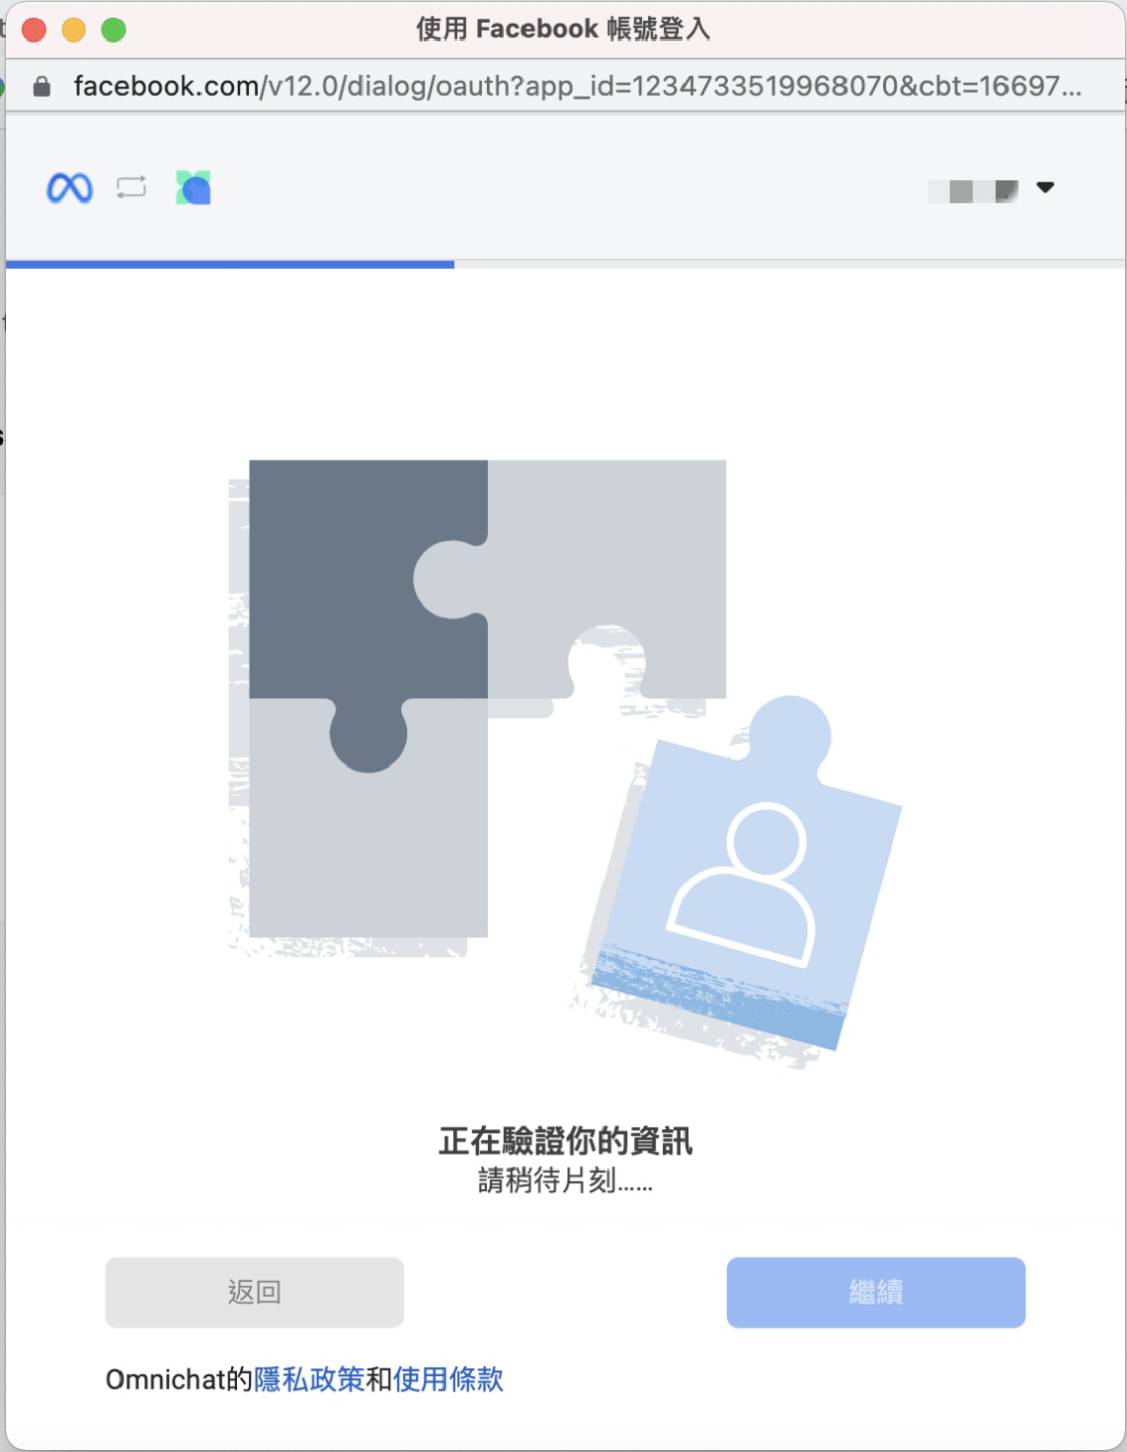 使用 Facebook 帳號登入
facebook.com/v12.0/dialog/oauth?app_id=1234733519968070&cbt=16697...
正在驗證你的資訊
請稍待片刻……
返回
繼續
Omnichat的隱私政策和使用條款